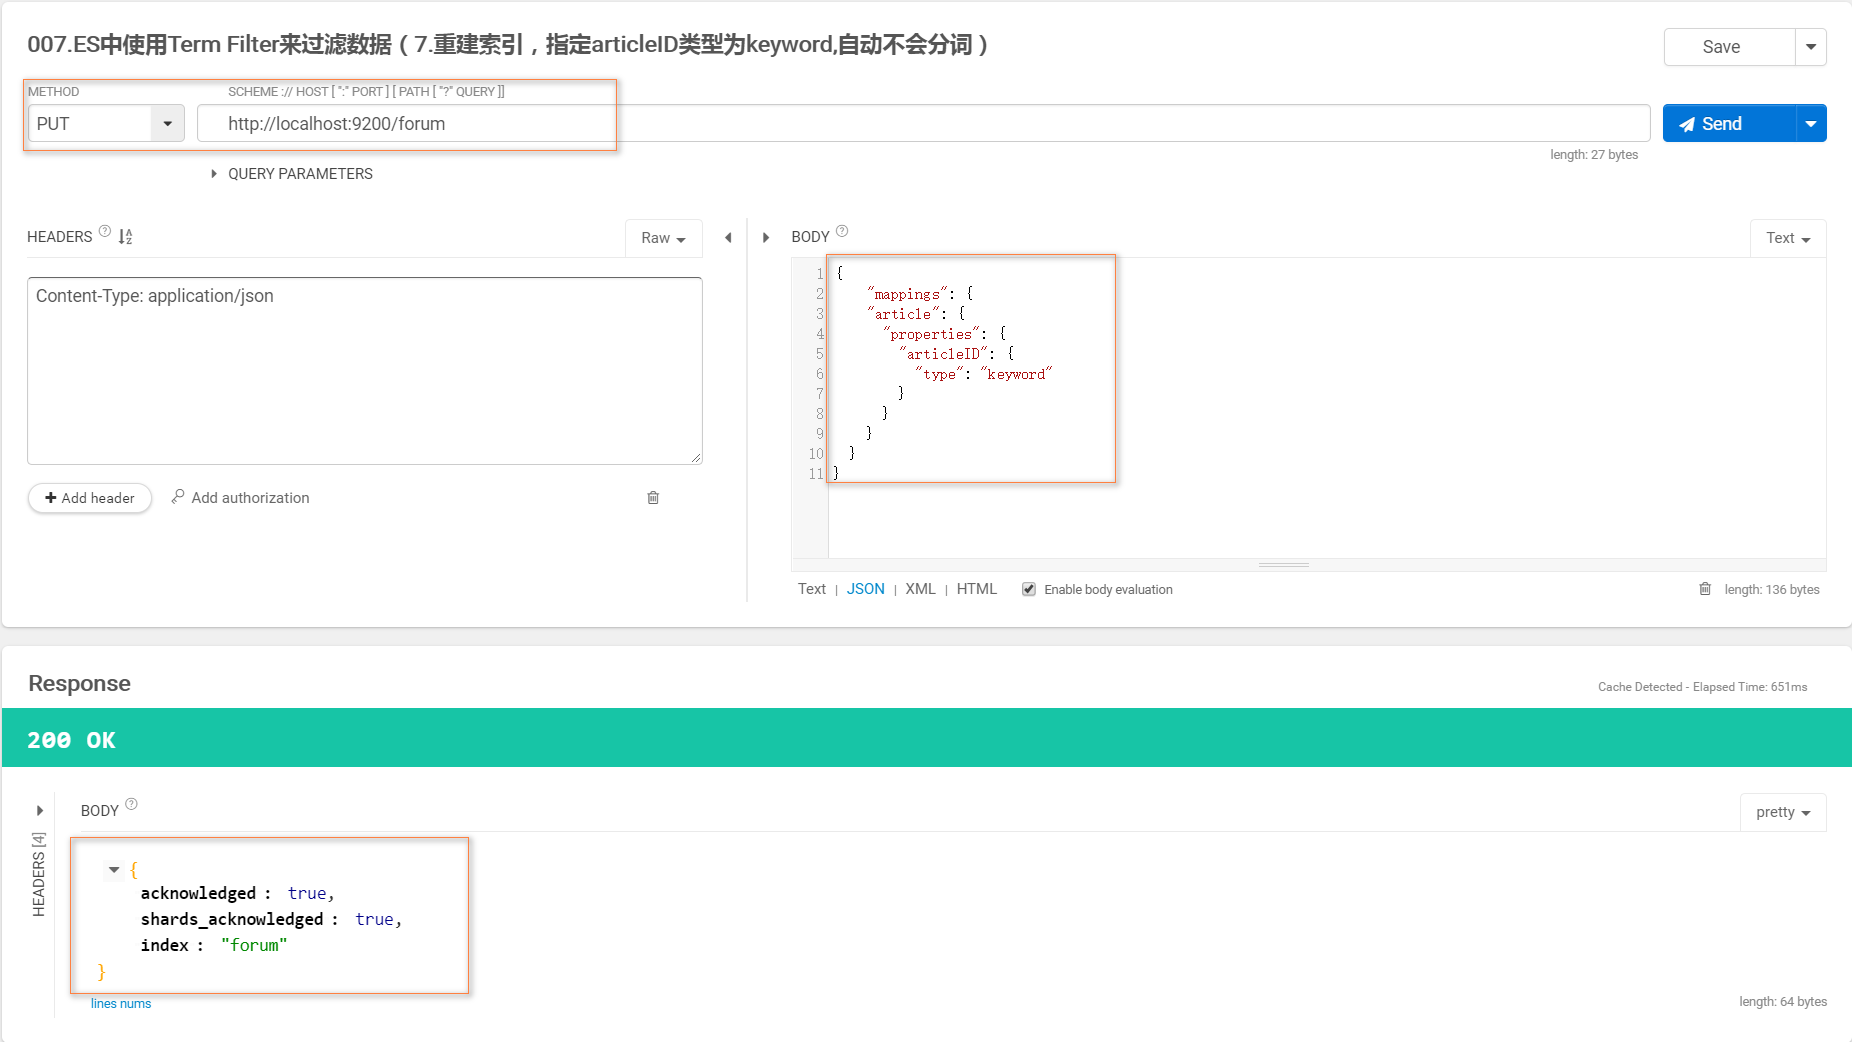 007.ES中使用Term Filter来过滤数据（7.重建索引，指定articleID类型为keyword,自动不会分词）
Save
METHOD
SCHEME :// HOST [ ":" PORT ] [ PATH [ "?" QUERY ]]
PUT
http://localhost:9200/forum
Send
length: 27 bytes
QUERY PARAMETERS
HEADERS ?
Raw
BODY ?
Text
Content-Type: application/json
1 {
2 "mappings": {
3 "article": {
4 "properties": {
5 "articleID": {
6 "type": "keyword"
7 }
8 }
9 }
10 }
11 }
Add header
Add authorization
Text | JSON | XML | HTML
Enable body evaluation
length: 136 bytes
Response
Cache Detected - Elapsed Time: 651ms
200 OK
HEADERS [4]
BODY ?
pretty
{
acknowledged : true,
shards_acknowledged : true,
index : "forum"
}
lines nums
length: 64 bytes